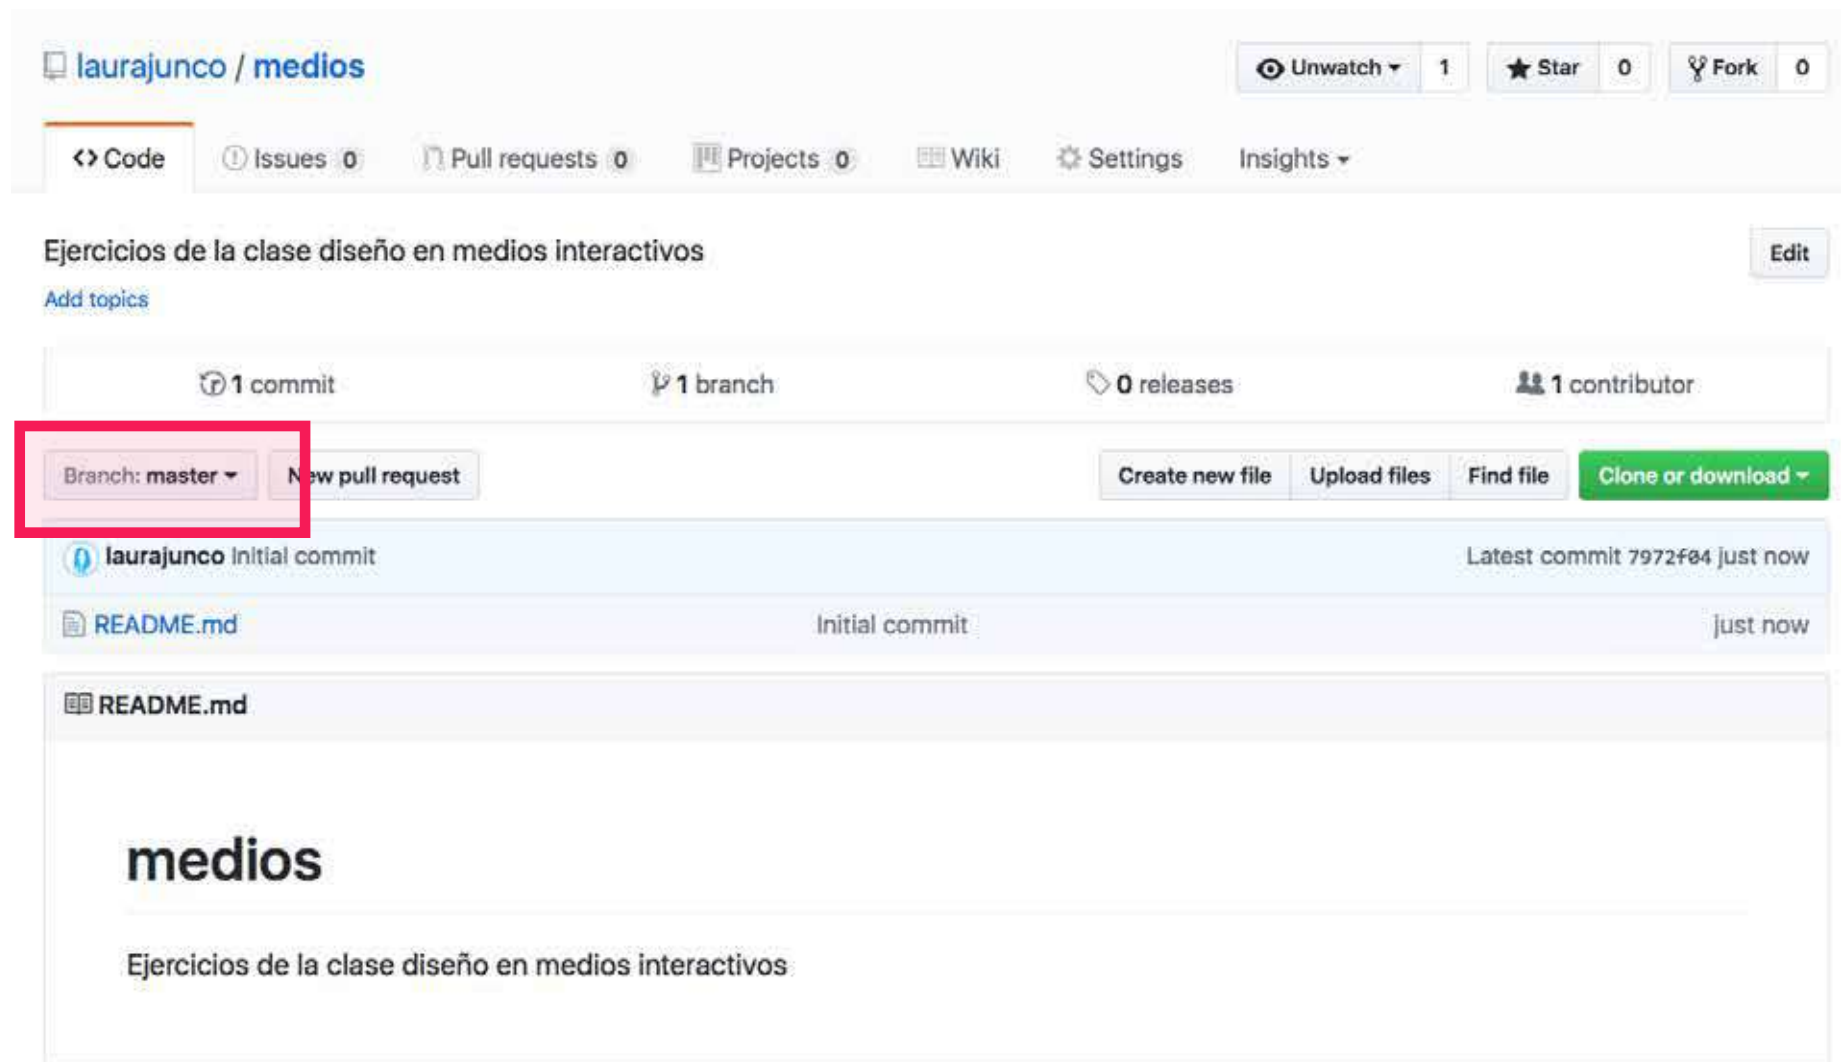 laurajunco / medios
Unwatch 1 Star 0 Fork 0
Code Issues 0 Pull requests 0 Projects 0 Wiki Settings Insights
Ejercicios de la clase diseño en medios interactivos
Edit
Add topics
1 commit 1 branch 0 releases 1 contributor
Branch: master New pull request Create new file Upload files Find file Clone or download
laurajunco Initial commit Latest commit 7972f04 just now
README.md Initial commit just now
README.md
medios
Ejercicios de la clase diseño en medios interactivos